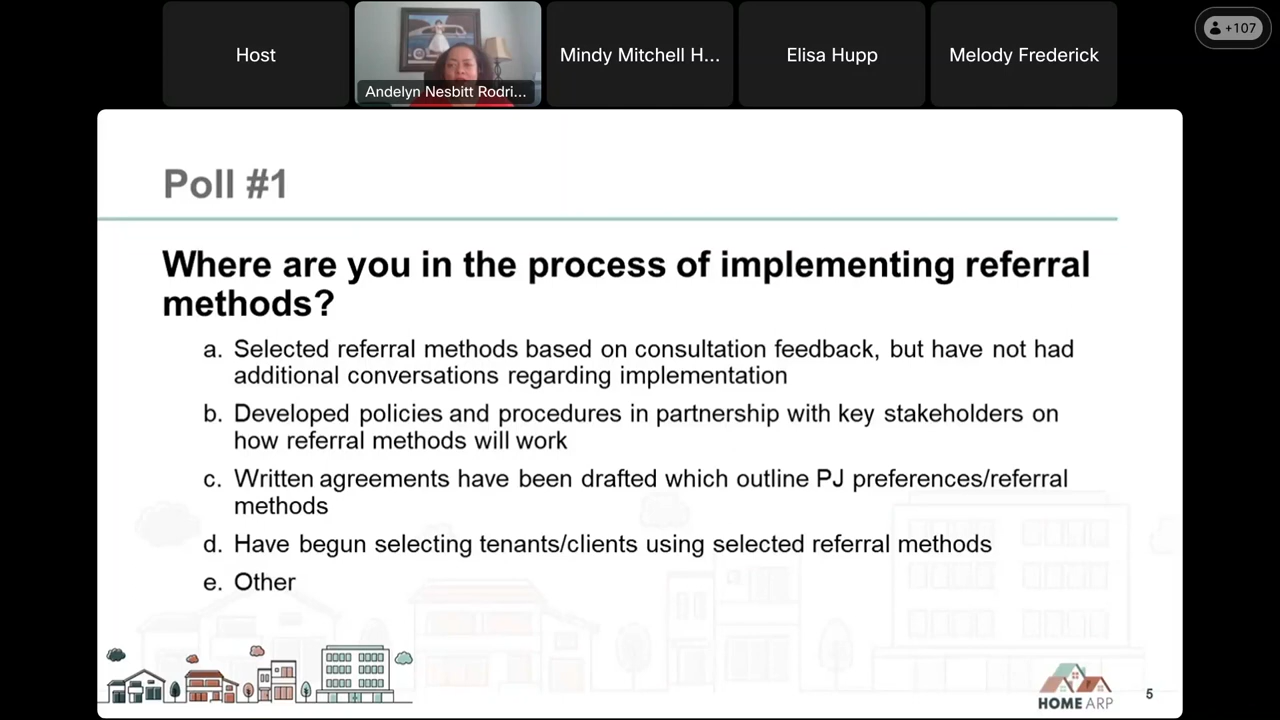 Host
Andelyn Nesbitt Rodri...
Mindy Mitchell H...
Elisa Hupp
Melody Frederick
+107
Poll #1
Where are you in the process of implementing referral
methods?
a. Selected referral methods based on consultation feedback, but have not had
additional conversations regarding implementation
b. Developed policies and procedures in partnership with key stakeholders on
how referral methods will work
c. Written agreements have been drafted which outline PJ preferences/referral
methods
d. Have begun selecting tenants/clients using selected referral methods
e. Other
HOME ARP
5